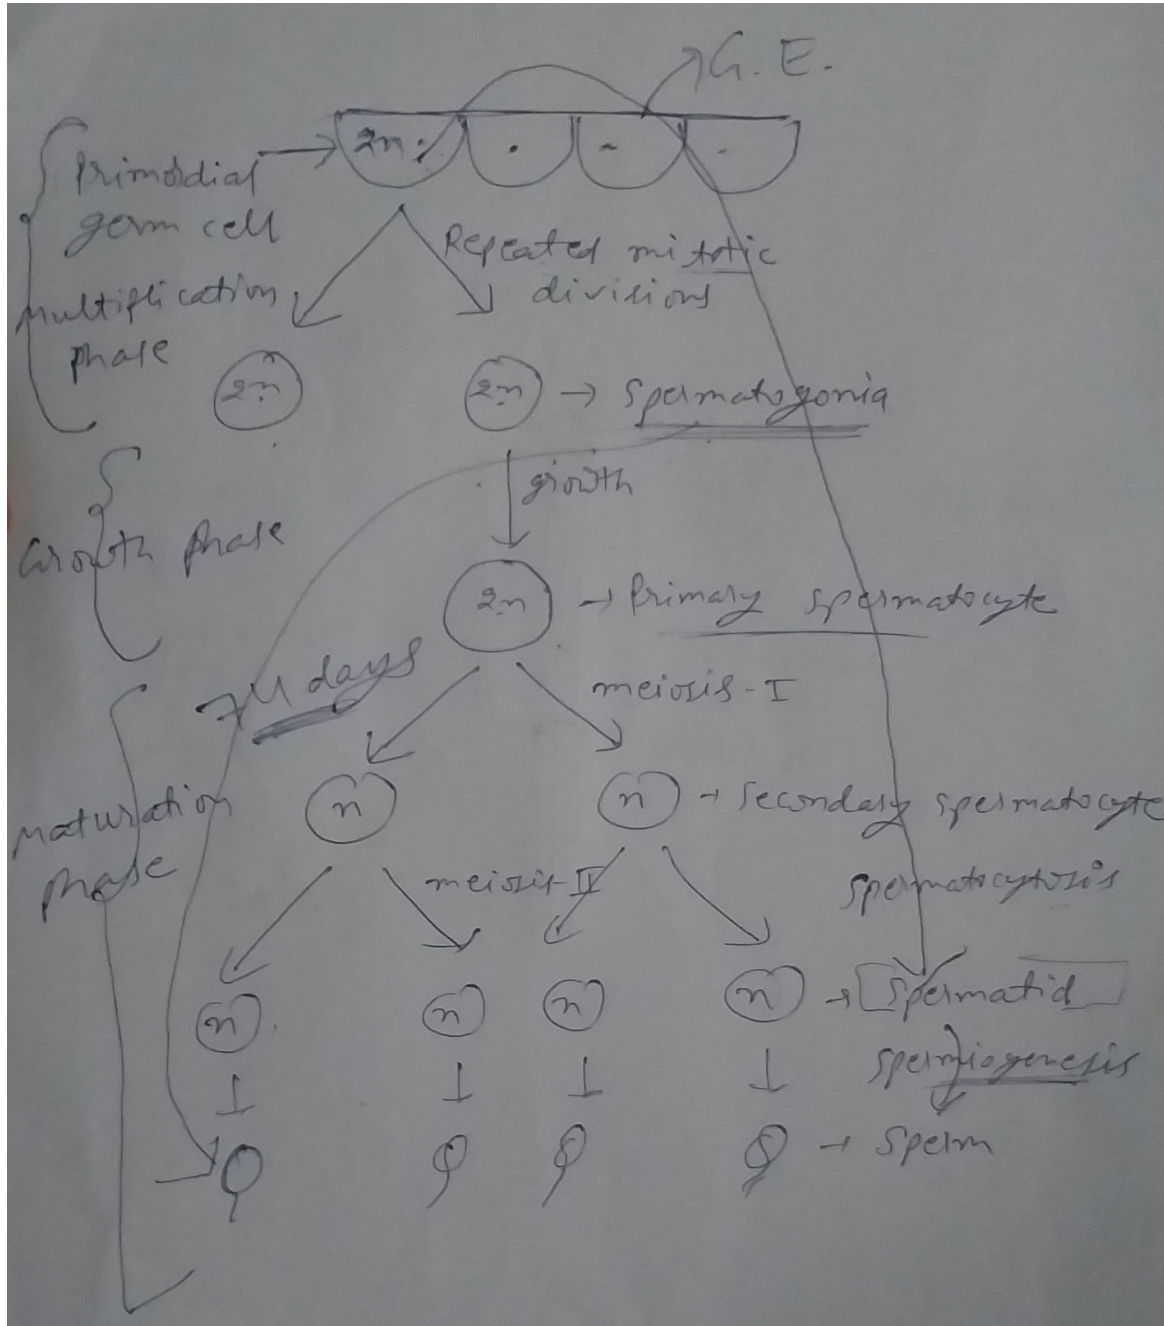 G. E.
2n
Primordial
germ cell
Repeated mitotic
divisions
Multiplication
phase
2n
2n → Spermatogonia
growth
Growth phase
2n → Primary spermatocyte
74 days
meiosis-I
n
n → Secondary spermatocyte
Maturation
phase
meiosis-II
Spermatocytosis
n
n
n
n → Spermatid
Spermiogenesis
→ Sperm